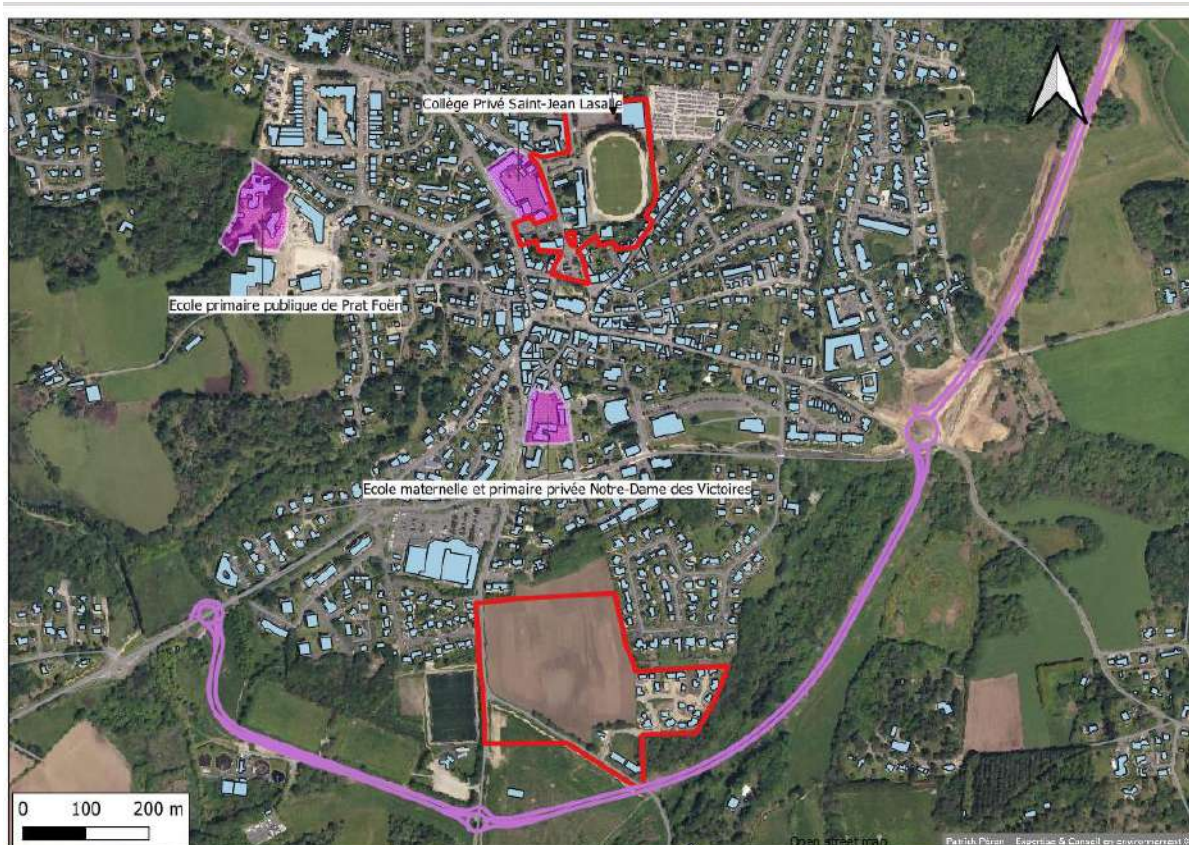 Collège Privé Saint-Jean Lasalle
Ecole primaire publique de Prat Foën
Ecole maternelle et primaire privée Notre-Dame des Victoires
0 100 200 m
Open street map
Patrick Péron Expertise & Conseil en environnement ©